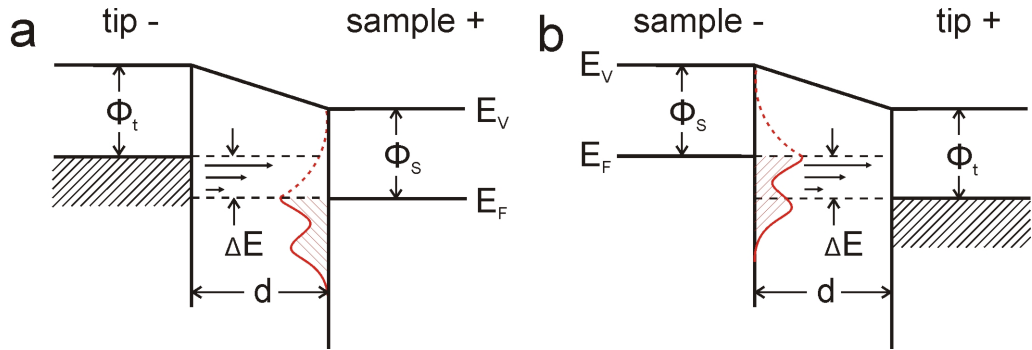 a
tip -
sample +
Φt
EV
ΦS
EF
ΔE
d
b
sample -
tip +
EV
ΦS
EF
Φt
ΔE
d